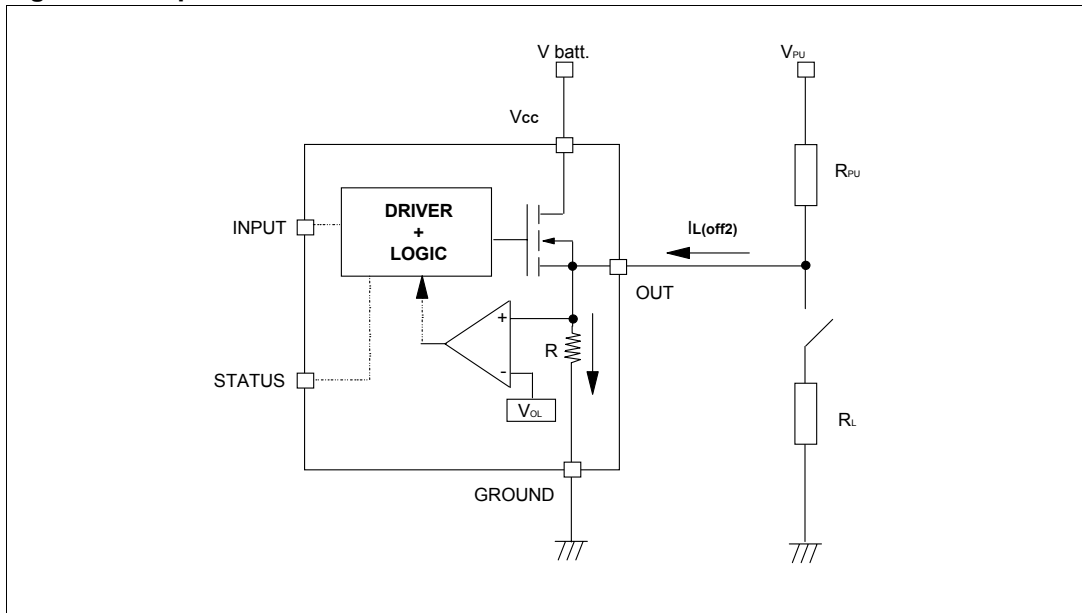 V batt.
VPU
Vcc
RPU
INPUT
DRIVER
+
LOGIC
IL(off2)
OUT
+
R
-
STATUS
VOL
RL
GROUND